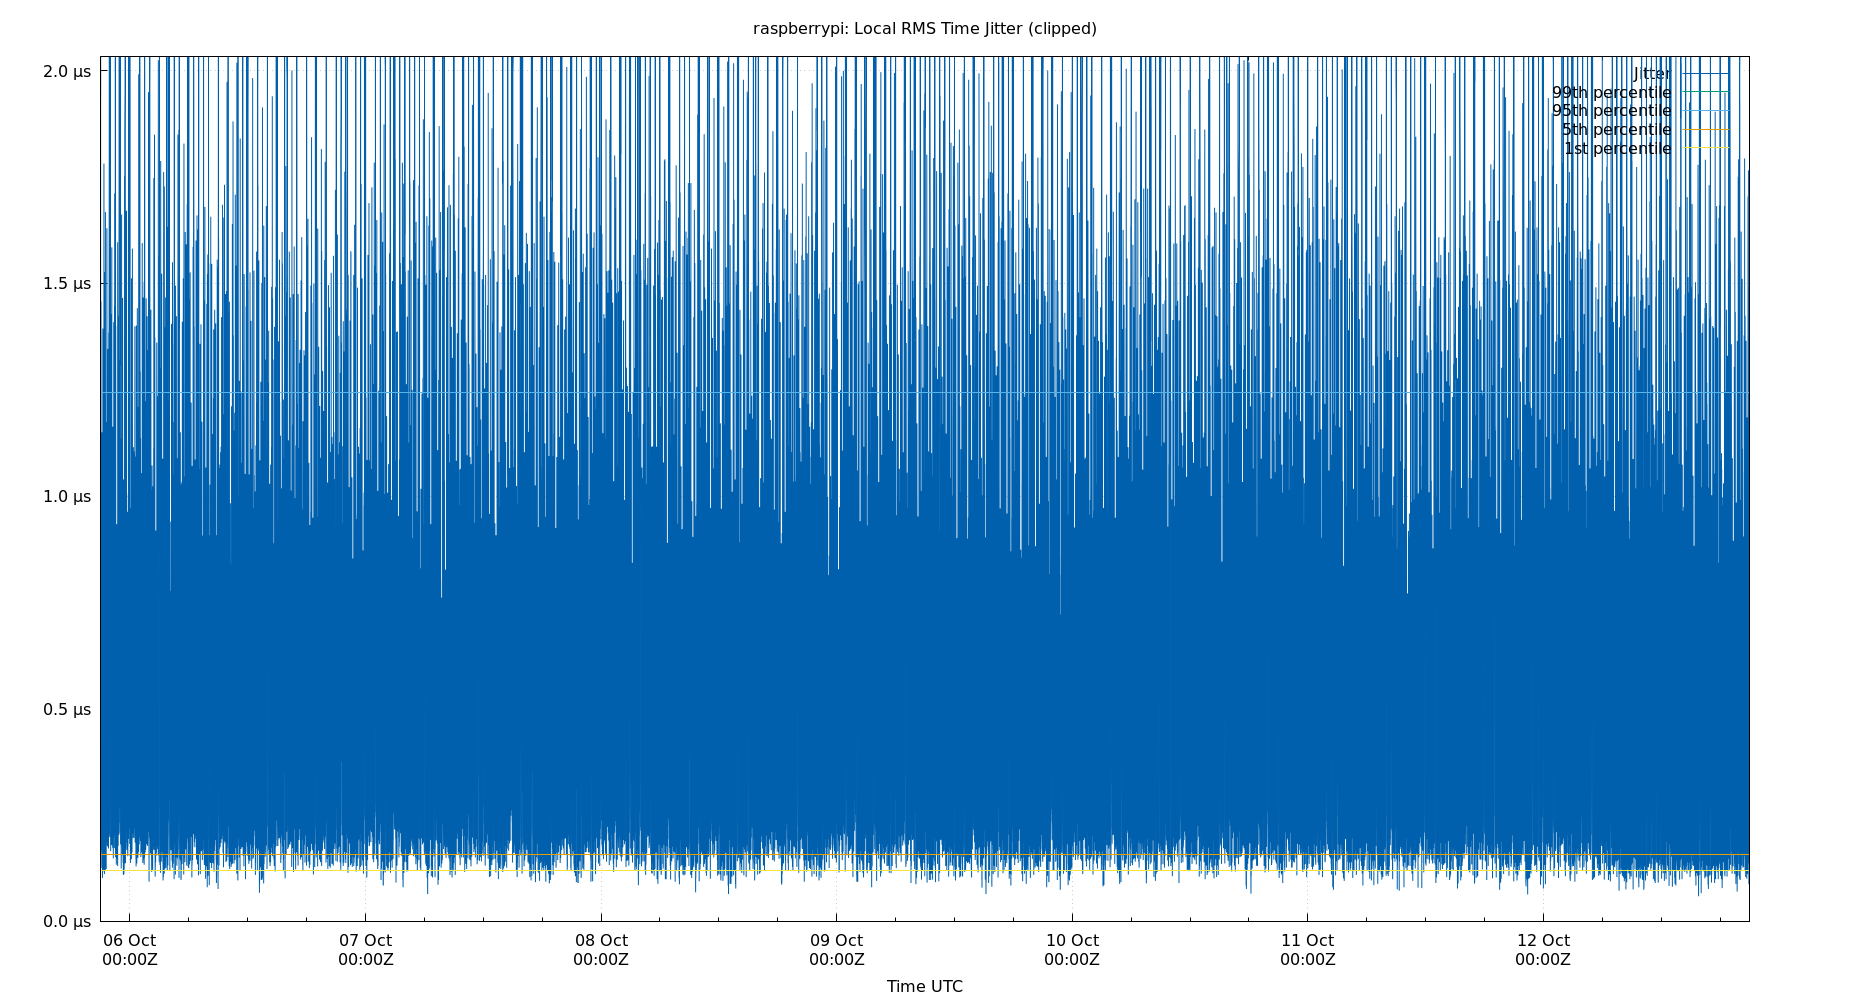 raspberrypi: Local RMS Time Jitter (clipped)
2.0 µs
1.5 µs
1.0 µs
0.5 µs
0.0 µs
Jitter
99th percentile
95th percentile
5th percentile
1st percentile
06 Oct
00:00Z
07 Oct
00:00Z
08 Oct
00:00Z
09 Oct
00:00Z
10 Oct
00:00Z
11 Oct
00:00Z
12 Oct
00:00Z
Time UTC